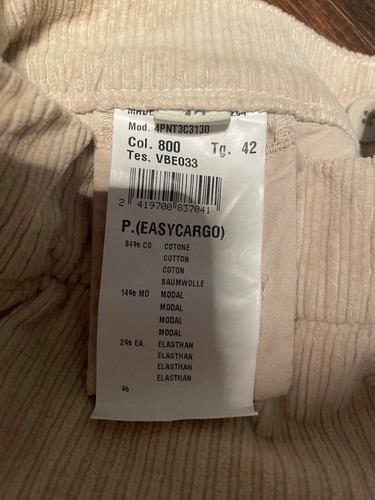 MADE
Mod. 4PNT3C3130
Col. 800 Tg. 42
Tes. VBE033
2 419700 837041
P.(EASYCARGO)
84% CO COTONE
COTTON
COTON
BAUMWOLLE
14% MD MODAL
MODAL
MODAL
MODAL
2% EA ELASTHAN
ELASTHAN
ELASTHAN
ELASTHAN
%